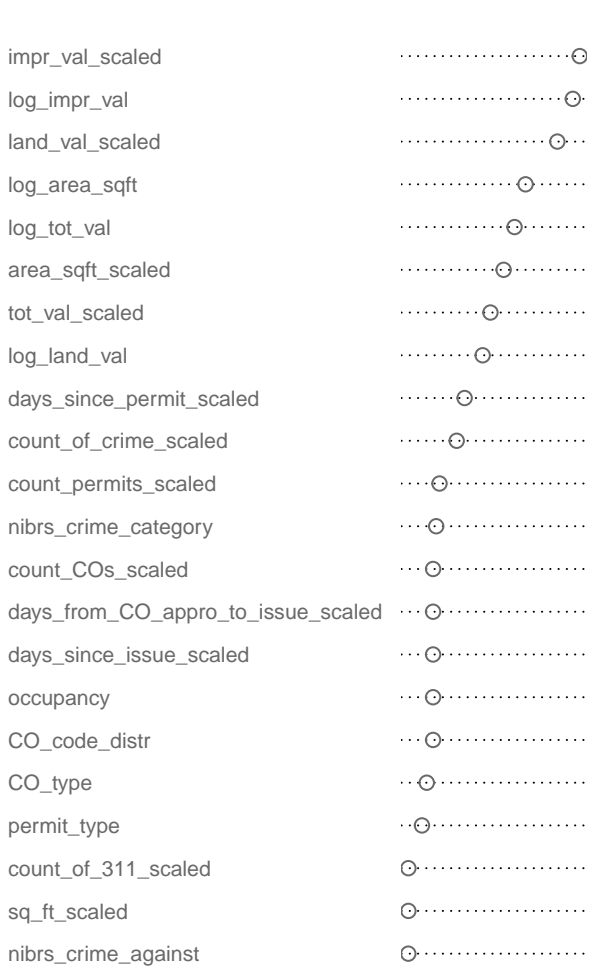 impr_val_scaled
log_impr_val
land_val_scaled
log_area_sqft
log_tot_val
area_sqft_scaled
tot_val_scaled
log_land_val
days_since_permit_scaled
count_of_crime_scaled
count_permits_scaled
nibrs_crime_category
count_COs_scaled
days_from_CO_appro_to_issue_scaled
days_since_issue_scaled
occupancy
CO_code_distr
CO_type
permit_type
count_of_311_scaled
sq_ft_scaled
nibrs_crime_against